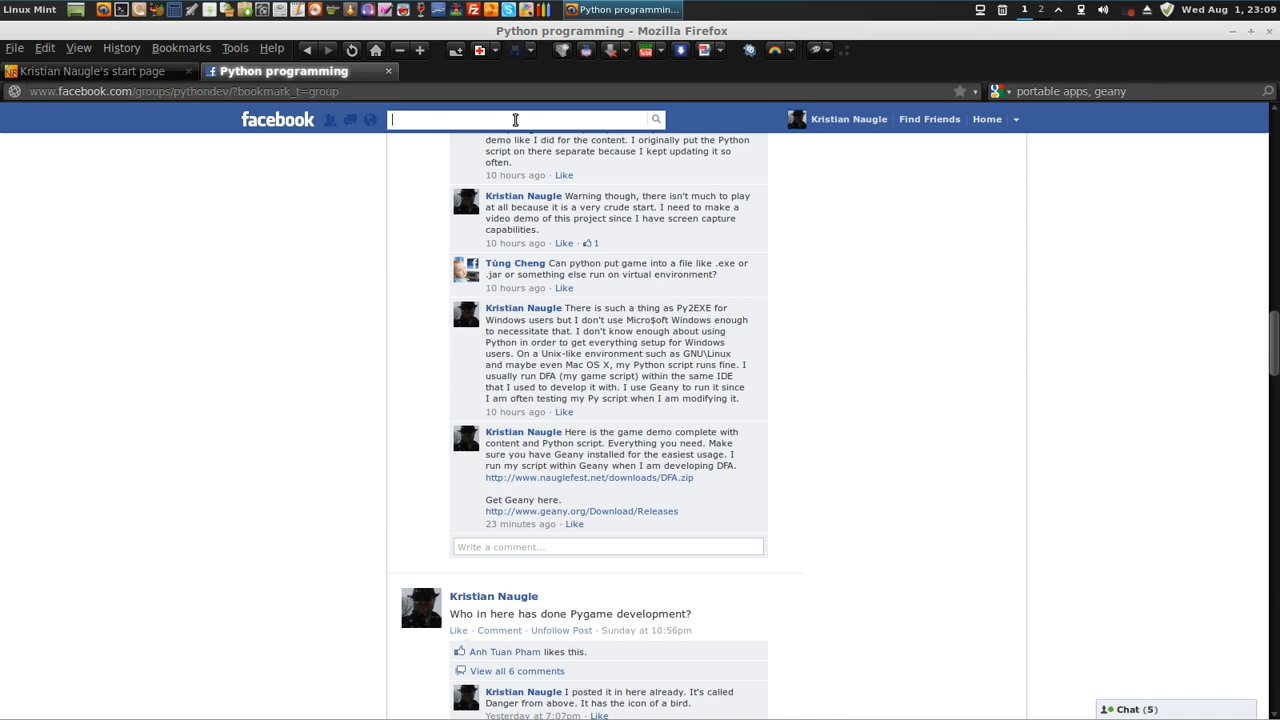 Linux Mint
Python programmin...
1 2
Wed Aug 1, 23:09
Python programming - Mozilla Firefox
File Edit View History Bookmarks Tools Help
Kristian Naugle's start page
Python programming
www.facebook.com/groups/pythondev/?bookmark_t=group
portable apps, geany
facebook
Kristian Naugle Find Friends Home
demo like I did for the content. I originally put the Python
script on there separate because I kept updating it so
often.
10 hours ago · Like
Kristian Naugle Warning though, there isn't much to play
at all because it is a very crude start. I need to make a
video demo of this project since I have screen capture
capabilities.
10 hours ago · Like · 1
Tùng Cheng Can python put game into a file like .exe or
.jar or something else run on virtual environment?
10 hours ago · Like
Kristian Naugle There is such a thing as Py2EXE for
Windows users but I don't use Micro$oft Windows enough
to necessitate that. I don't know enough about using
Python in order to get everything setup for Windows
users. On a Unix-like environment such as GNU\Linux
and maybe even Mac OS X, my Python script runs fine. I
usually run DFA (my game script) within the same IDE
that I used to develop it with. I use Geany to run it since
I am often testing my Py script when I am modifying it.
10 hours ago · Like
Kristian Naugle Here is the game demo complete with
content and Python script. Everything you need. Make
sure you have Geany installed for the easiest usage. I
run my script within Geany when I am developing DFA.
http://www.nauglefest.net/downloads/DFA.zip
Get Geany here.
http://www.geany.org/Download/Releases
23 minutes ago · Like
Write a comment...
Kristian Naugle
Who in here has done Pygame development?
Like · Comment · Unfollow Post · Sunday at 10:56pm
Anh Tuan Pham likes this.
View all 6 comments
Kristian Naugle I posted it in here already. It's called
Danger from above. It has the icon of a bird.
Yesterday at 7:07pm · Like
Chat (5)